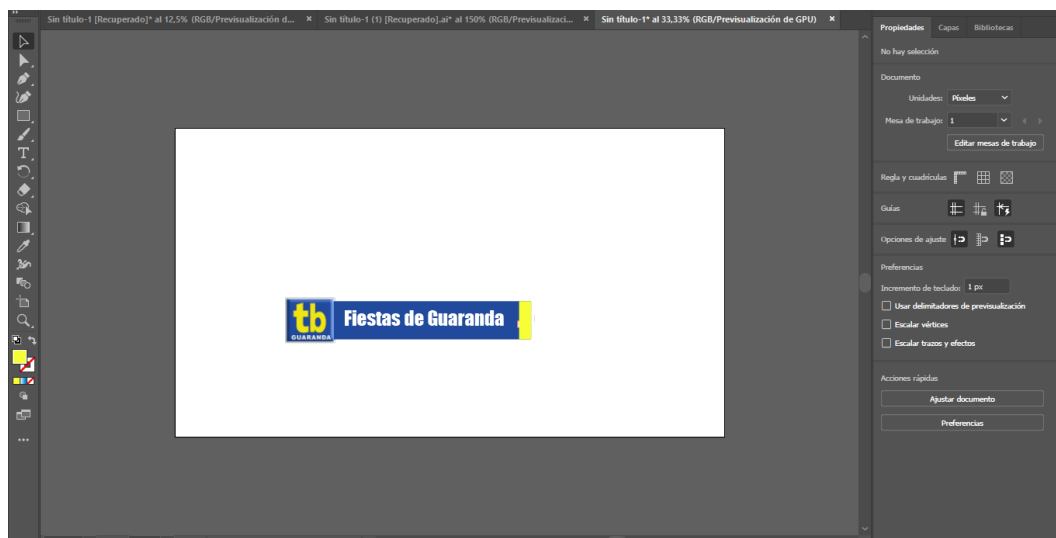 Sin título-1 [Recuperado]* al 12,5% (RGB/Previsualización d... × Sin título-1 (1) [Recuperado].ai* al 150% (RGB/Previsualizaci... × Sin título-1* al 33,33% (RGB/Previsualización de GPU) ×
Propiedades Capas Bibliotecas
No hay selección
Documento
Unidades: Píxeles
Mesa de trabajo: 1
Editar mesas de trabajo
Regla y cuadrículas
Guías
Opciones de ajuste
Preferencias
Incremento de teclado: 1 px
Usar delimitadores de previsualización
Escalar vértices
Escalar trazos y efectos
Acciones rápidas
Ajustar documento
Preferencias
tb
GUARANDA
Fiestas de Guaranda